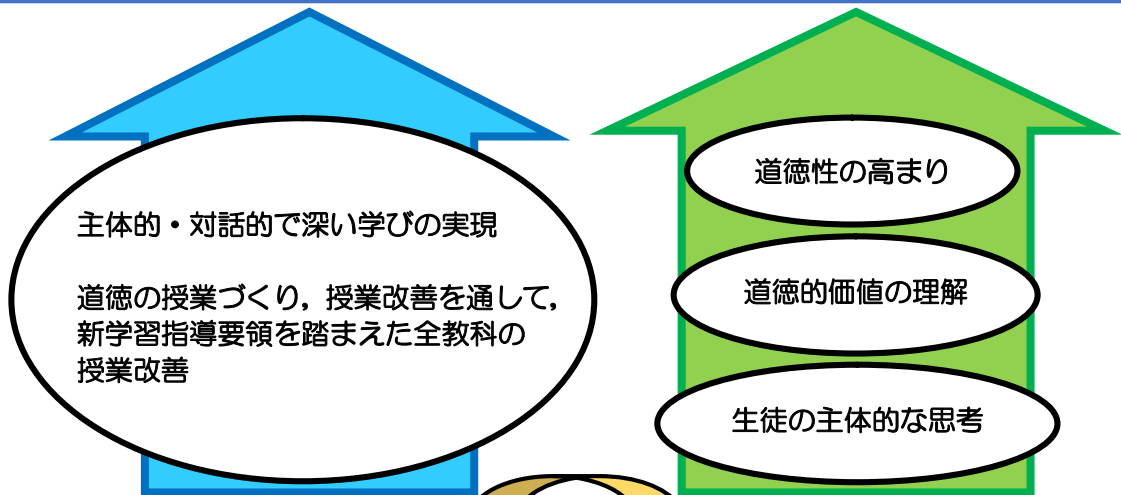 主体的・対話的で深い学びの実現
道徳の授業づくり，授業改善を通して，
新学習指導要領を踏まえた全教科の
授業改善
道徳性の高まり
道徳的価値の理解
生徒の主体的な思考